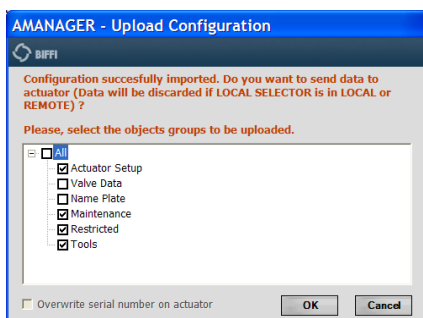 AMANAGER - Upload Configuration
BIFFI
Configuration succesfully imported. Do you want to send data to
actuator (Data will be discarded if LOCAL SELECTOR is in LOCAL or
REMOTE) ?
Please, select the objects groups to be uploaded.
All
Actuator Setup
Valve Data
Name Plate
Maintenance
Restricted
Tools
Overwrite serial number on actuator
OK
Cancel